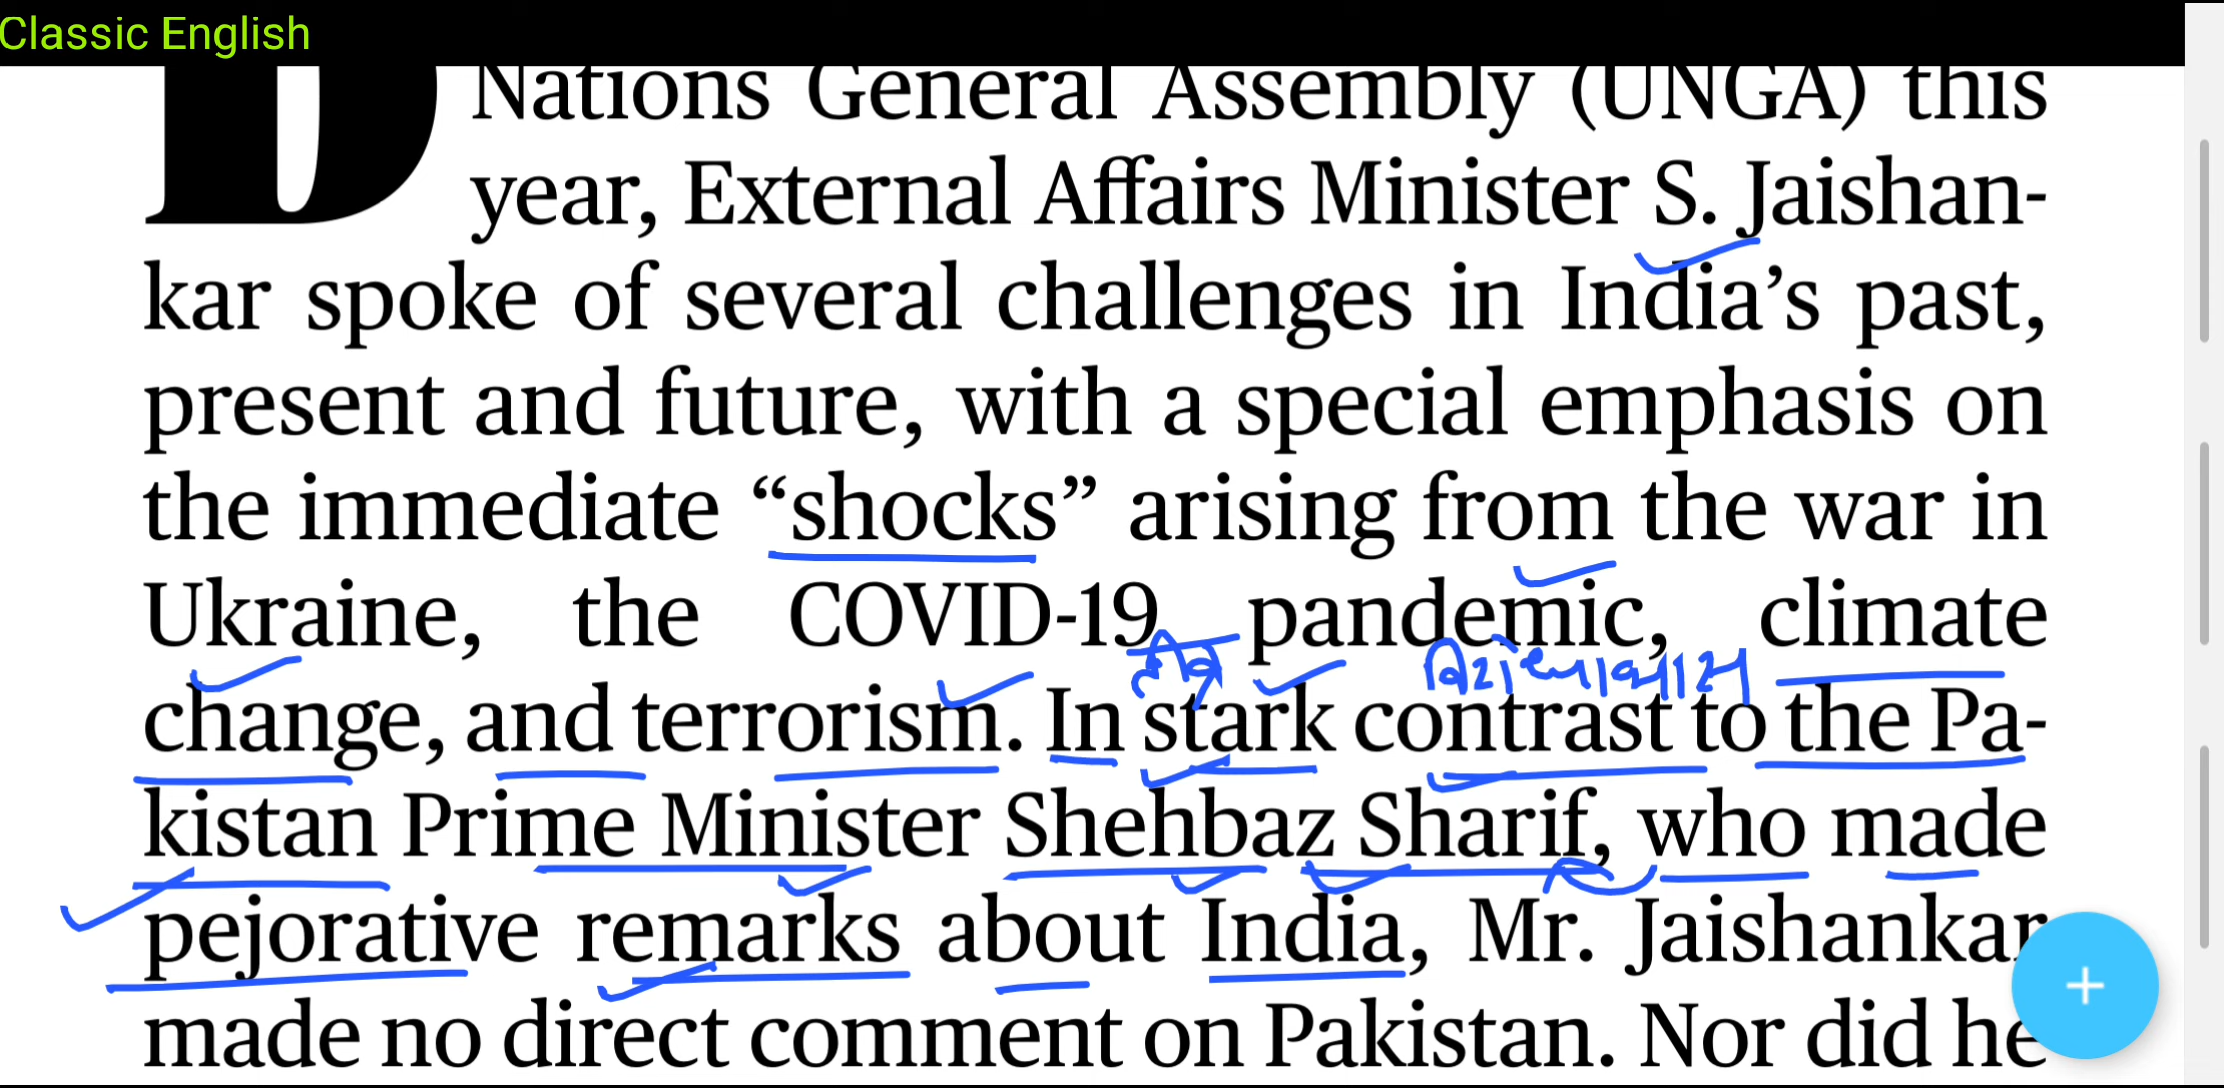 Classic English
Nations General Assembly (UNGA) this
year, External Affairs Minister S. Jaishan-
kar spoke of several challenges in India’s past,
present and future, with a special emphasis on
the immediate “shocks” arising from the war in
Ukraine, the COVID-19 pandemic, climate
change, and terrorism. In stark contrast to the Pa-
kistan Prime Minister Shehbaz Sharif, who made
pejorative remarks about India, Mr. Jaishankar
made no direct comment on Pakistan. Nor did he